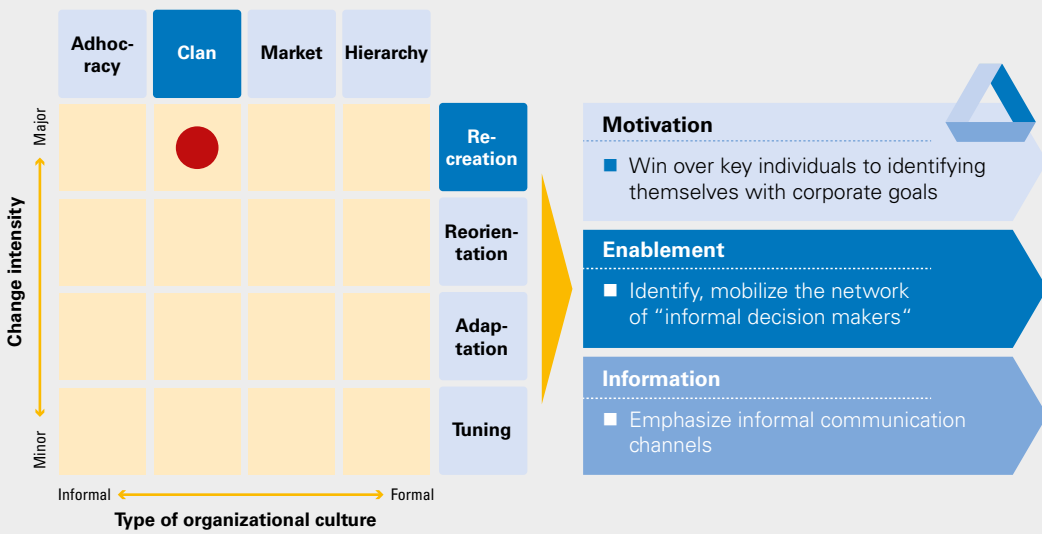 Adhoc-
racy
Clan
Market
Hierarchy
Major
Change intensity
Minor
Re-
creation
Reorien-
tation
Adap-
tation
Tuning
Informal
Formal
Type of organizational culture
Motivation
Win over key individuals to identifying
themselves with corporate goals
Enablement
Identify, mobilize the network
of “informal decision makers“
Information
Emphasize informal communication
channels